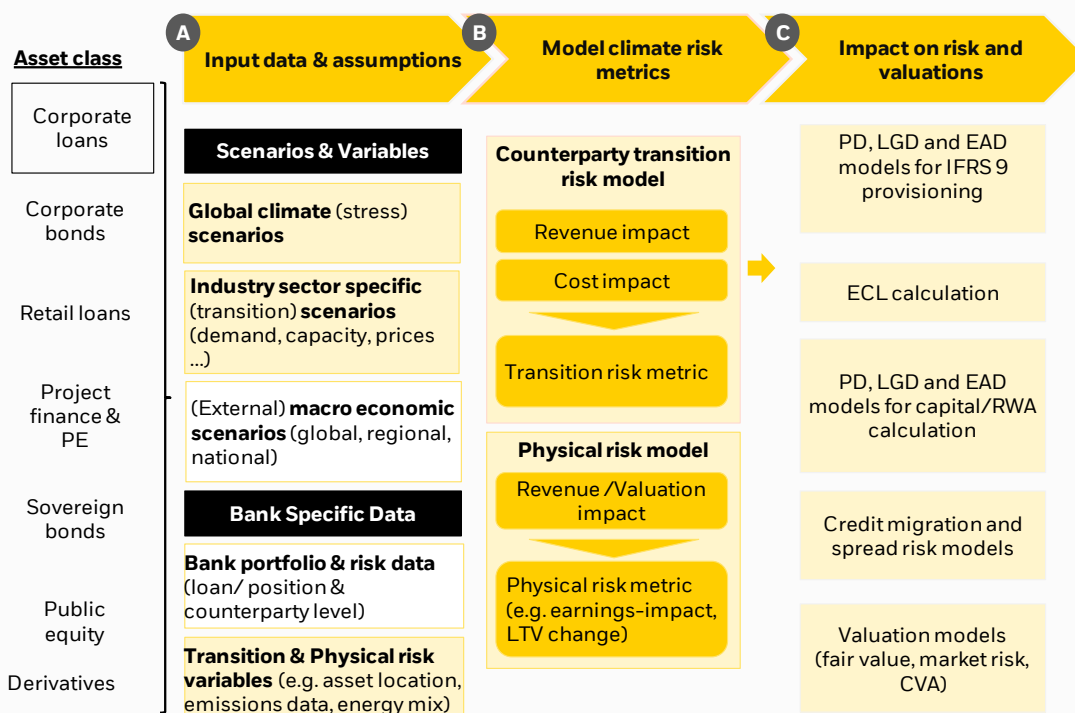 A
Input data & assumptions
B
Model climate risk
metrics
C
Impact on risk and
valuations
Asset class
Corporate
loans
Corporate
bonds
Retail loans
Project
finance &
PE
Sovereign
bonds
Public
equity
Derivatives
Scenarios & Variables
Global climate (stress)
scenarios
Industry sector specific
(transition) scenarios
(demand, capacity, prices
...)
(External) macro economic
scenarios (global, regional,
national)
Bank Specific Data
Bank portfolio & risk data
(loan/ position &
counterparty level)
Transition & Physical risk
variables (e.g. asset location,
emissions data, energy mix)
Counterparty transition
risk model
Revenue impact
Cost impact
Transition risk metric
Physical risk model
Revenue /Valuation
impact
Physical risk metric
(e.g. earnings-impact,
LTV change)
PD, LGD and EAD
models for IFRS 9
provisioning
ECL calculation
PD, LGD and EAD
models for capital/RWA
calculation
Credit migration and
spread risk models
Valuation models
(fair value, market risk,
CVA)